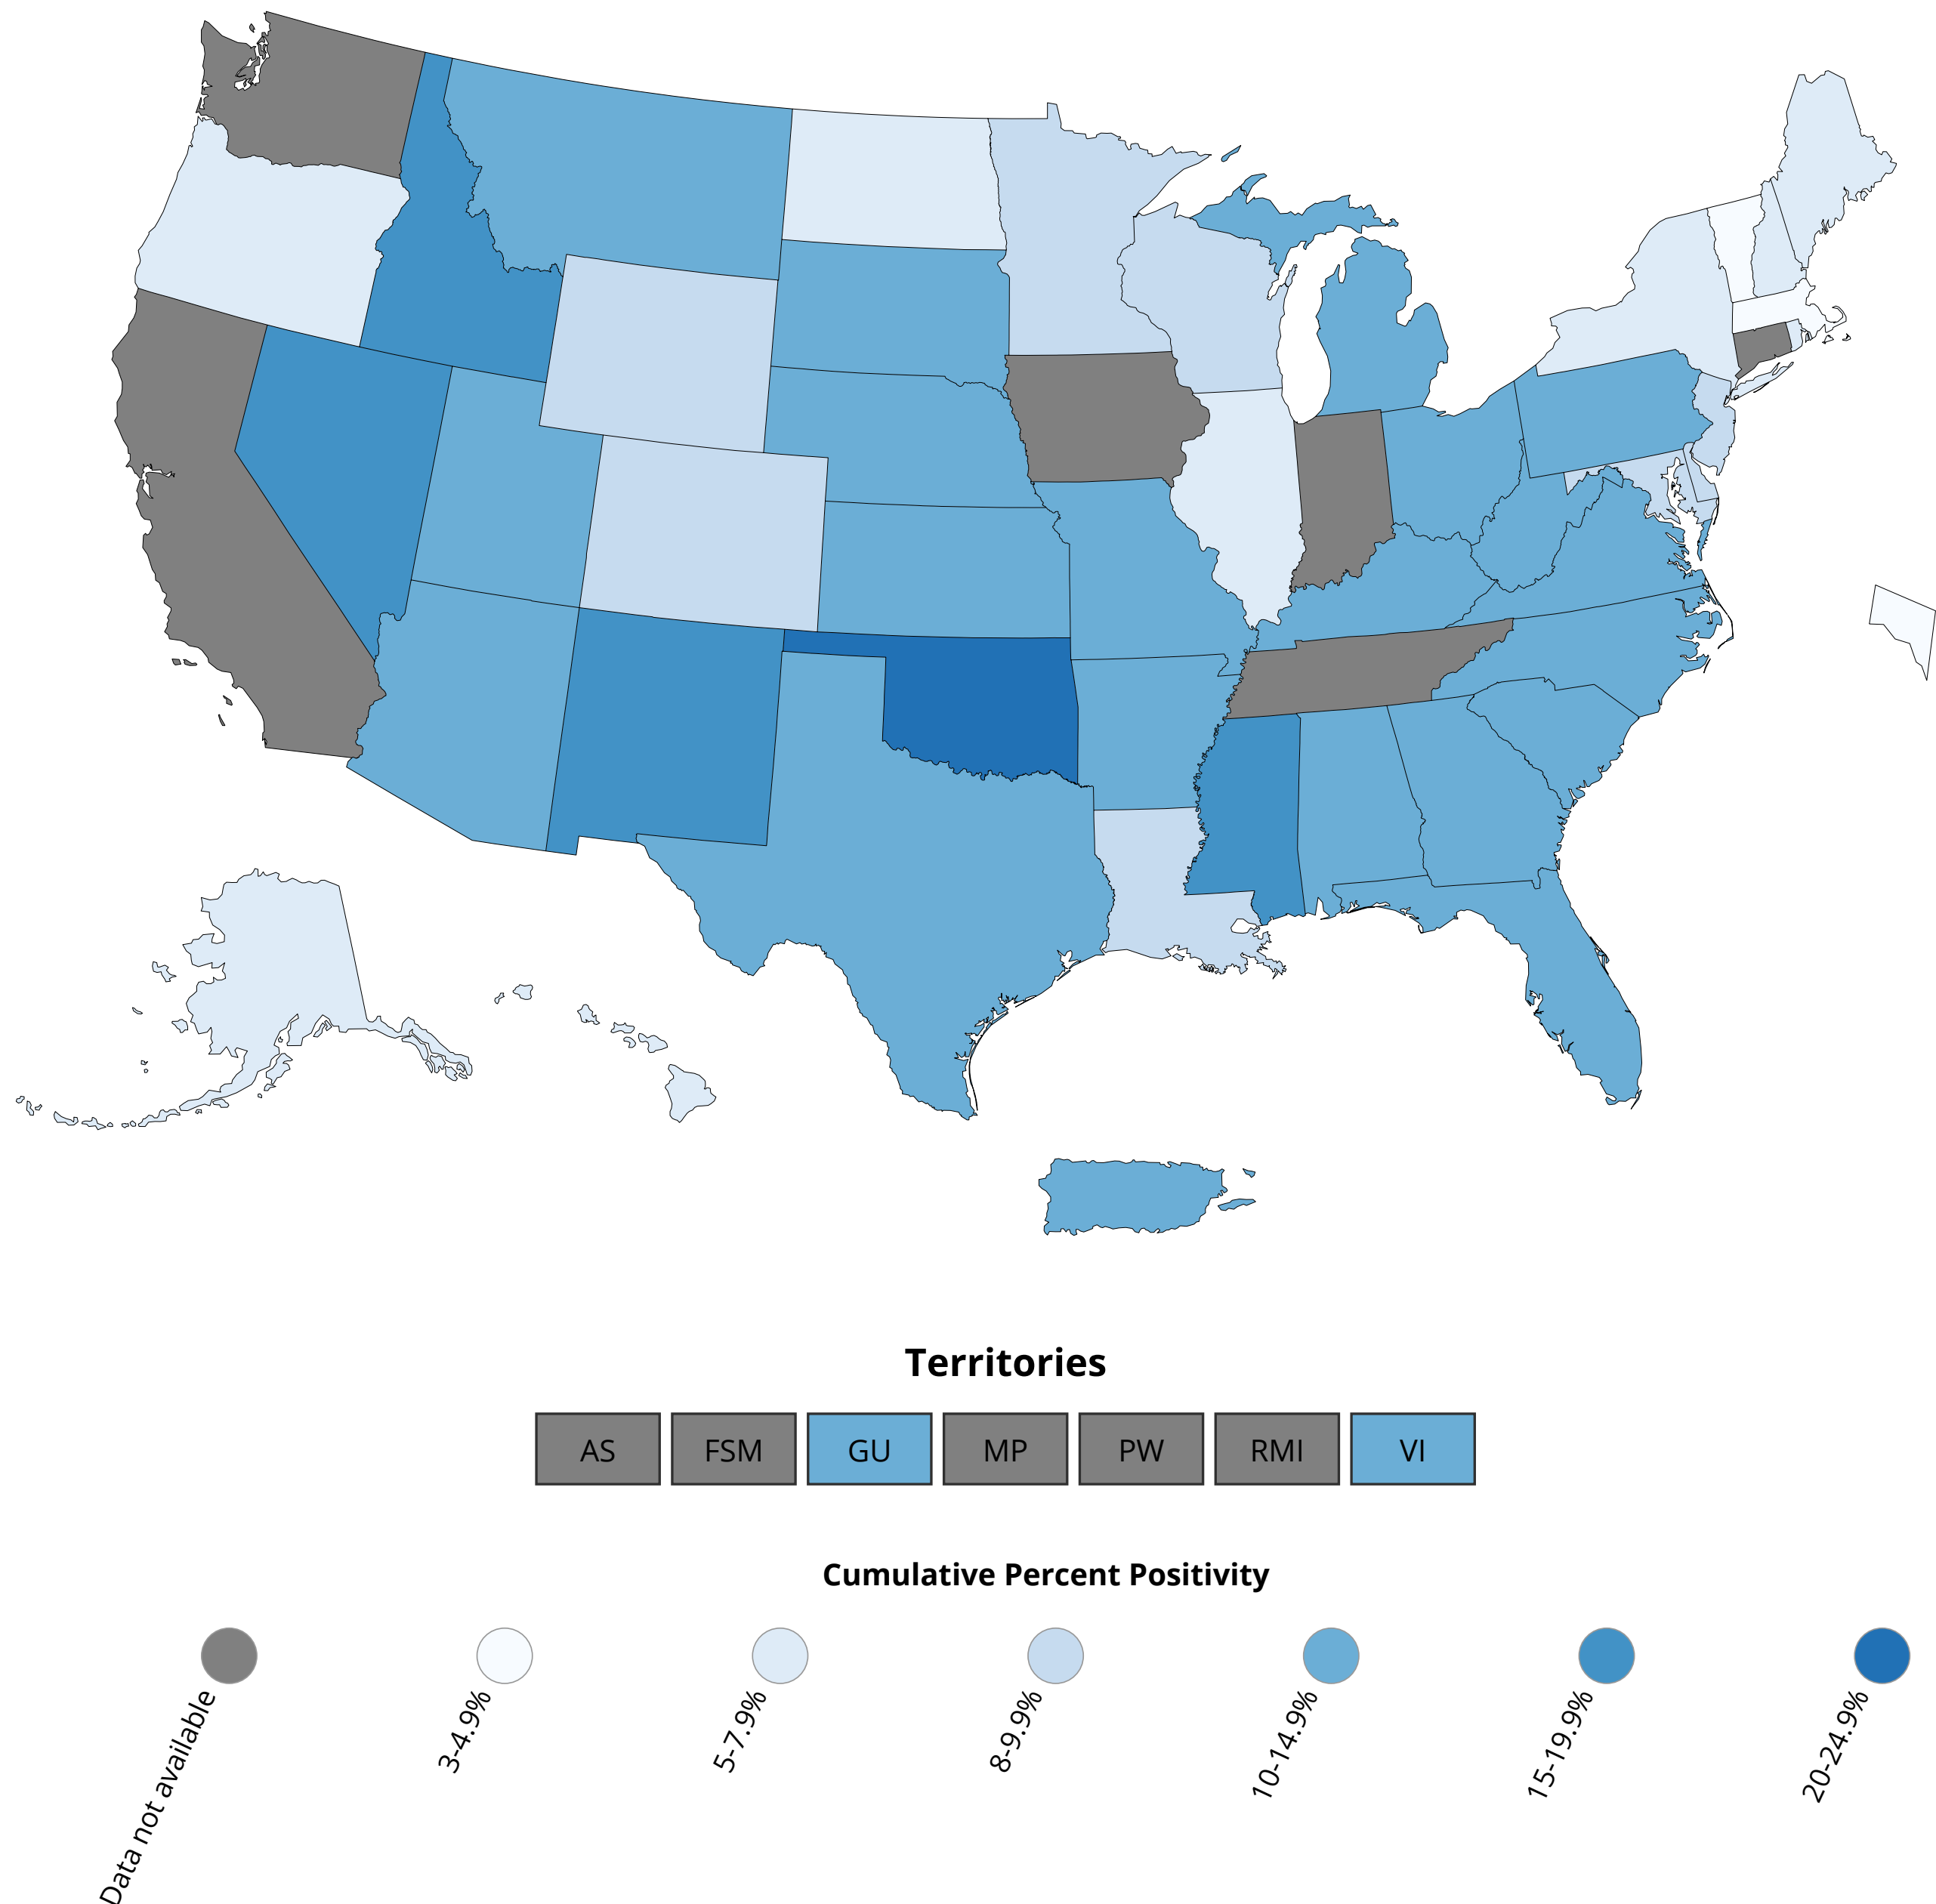 Territories
AS FSM GU MP PW RMI VI
Cumulative Percent Positivity
Data not available
3-4.9%
5-7.9%
8-9.9%
10-14.9%
15-19.9%
20-24.9%